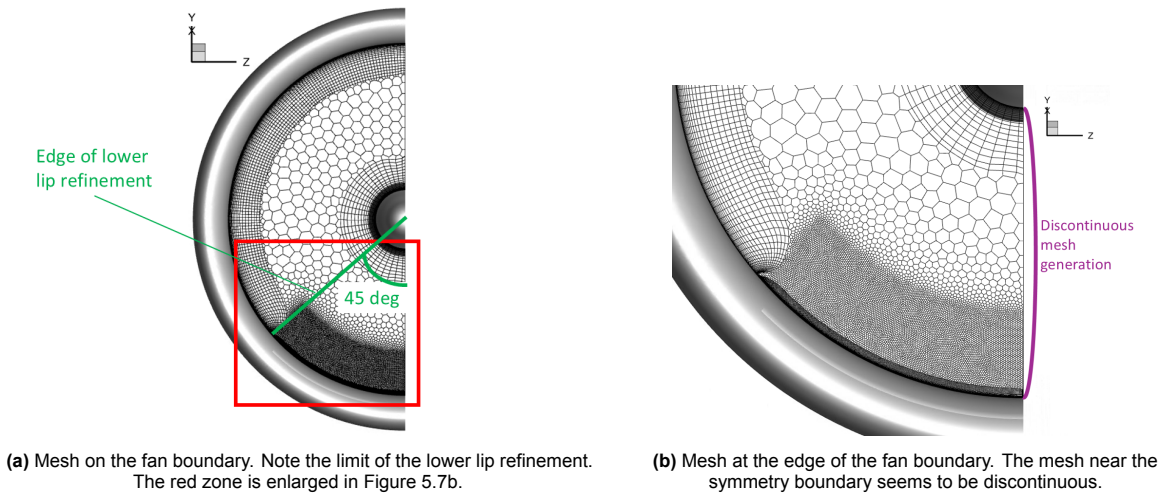 Y
X
Z
Edge of lower
lip refinement
45 deg
Y
X
Z
Discontinuous
mesh
generation
(a) Mesh on the fan boundary. Note the limit of the lower lip refinement.
The red zone is enlarged in Figure 5.7b.
(b) Mesh at the edge of the fan boundary. The mesh near the
symmetry boundary seems to be discontinuous.